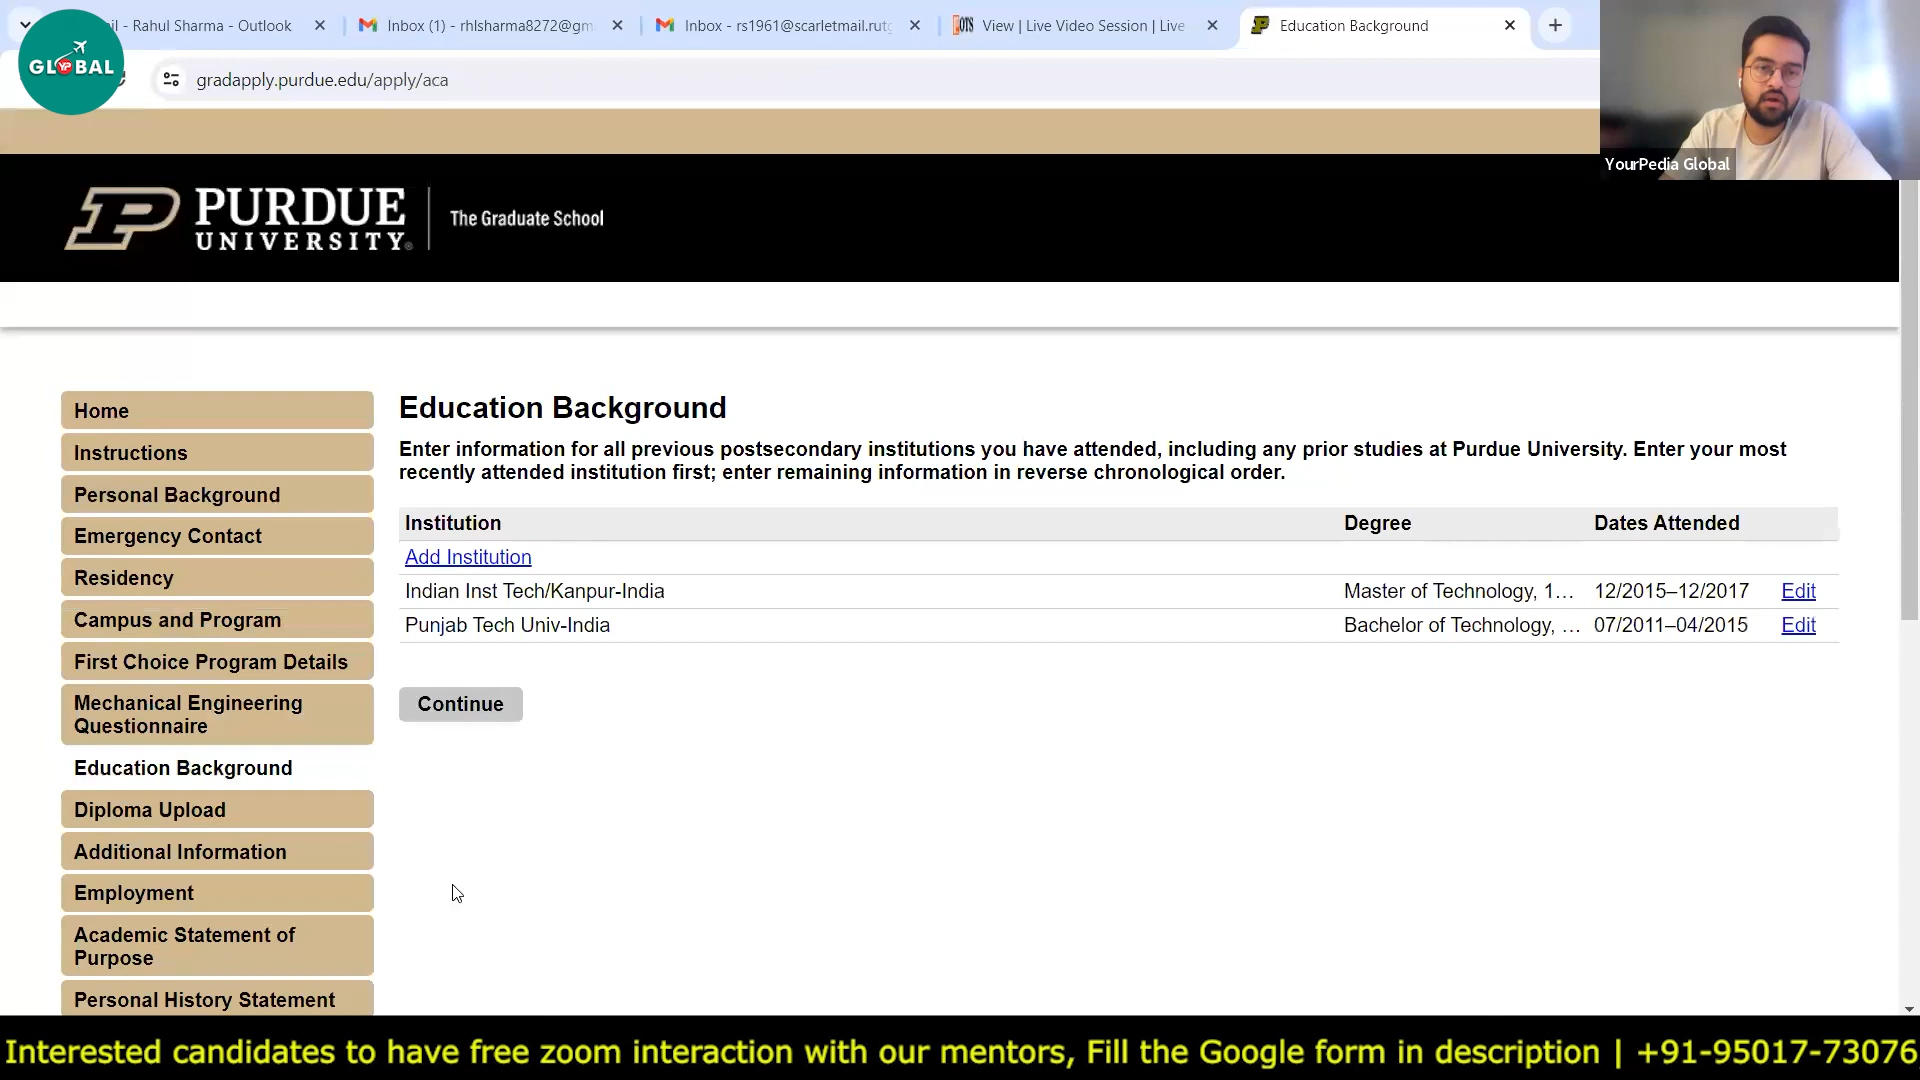 il - Rahul Sharma - Outlook
Inbox (1) - rhlsharma8272@gm
Inbox - rs1961@scarletmail.rutg
View | Live Video Session | Live
Education Background
GLOBAL
YP
gradapply.purdue.edu/apply/aca
YourPedia Global
PURDUE
UNIVERSITY®
The Graduate School
Home
Instructions
Personal Background
Emergency Contact
Residency
Campus and Program
First Choice Program Details
Mechanical Engineering
Questionnaire
Education Background
Diploma Upload
Additional Information
Employment
Academic Statement of
Purpose
Personal History Statement
Education Background
Enter information for all previous postsecondary institutions you have attended, including any prior studies at Purdue University. Enter your most
recently attended institution first; enter remaining information in reverse chronological order.
Institution Degree Dates Attended
Add Institution
Indian Inst Tech/Kanpur-India Master of Technology, 1… 12/2015–12/2017 Edit
Punjab Tech Univ-India Bachelor of Technology, … 07/2011–04/2015 Edit
Continue
Interested candidates to have free zoom interaction with our mentors, Fill the Google form in description | +91-95017-73076